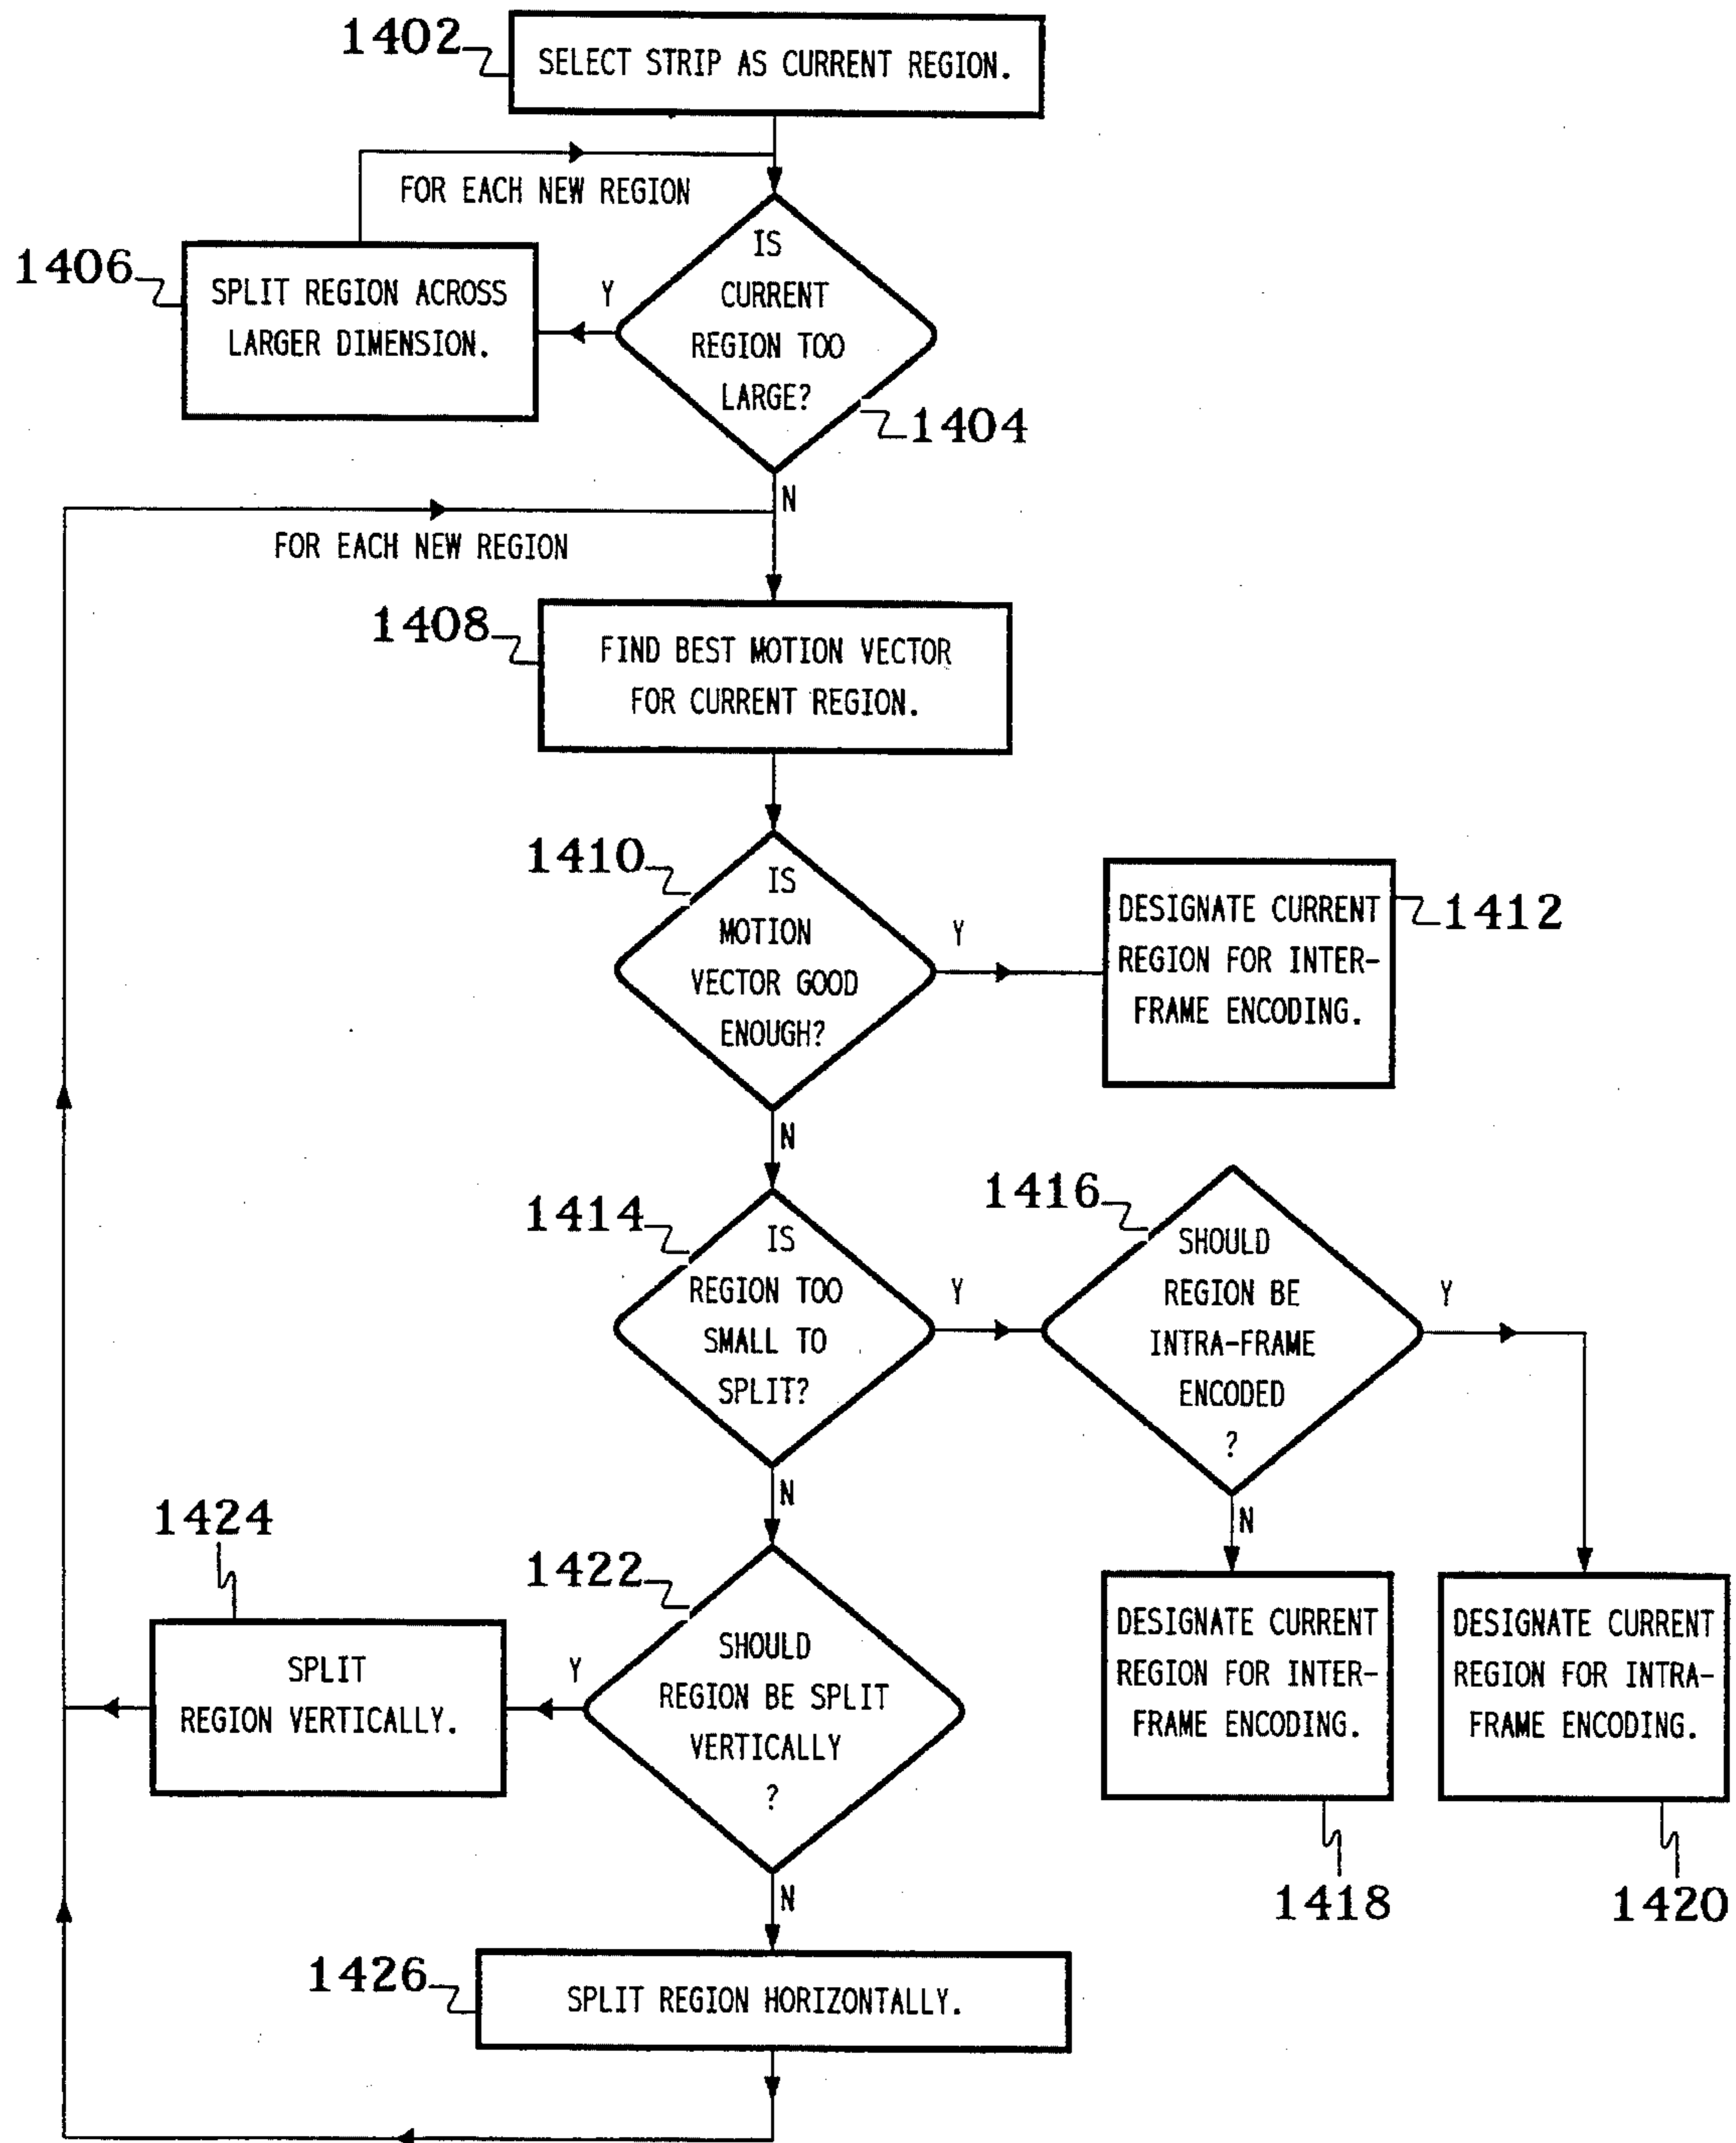 1402
SELECT STRIP AS CURRENT REGION.
FOR EACH NEW REGION
1406
SPLIT REGION ACROSS
LARGER DIMENSION.
Y
IS
CURRENT
REGION TOO
LARGE?
1404
N
FOR EACH NEW REGION
1408
FIND BEST MOTION VECTOR
FOR CURRENT REGION.
1410
IS
MOTION
VECTOR GOOD
ENOUGH?
Y
DESIGNATE CURRENT
REGION FOR INTER-
FRAME ENCODING.
1412
N
1414
IS
REGION TOO
SMALL TO
SPLIT?
Y
1416
SHOULD
REGION BE
INTRA-FRAME
ENCODED
?
Y
N
N
1424
SPLIT
REGION VERTICALLY.
Y
1422
SHOULD
REGION BE SPLIT
VERTICALLY
?
DESIGNATE CURRENT
REGION FOR INTER-
FRAME ENCODING.
1418
DESIGNATE CURRENT
REGION FOR INTRA-
FRAME ENCODING.
1420
N
1426
SPLIT REGION HORIZONTALLY.